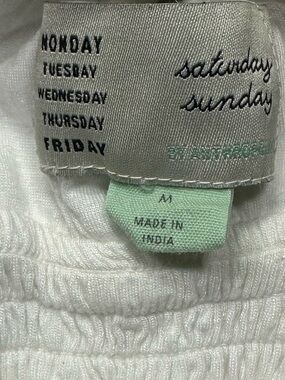 MONDAY
TUESDAY
WEDNESDAY
THURSDAY
FRIDAY
saturday
sunday
BY ANTHROPOLOGIE
M
MADE IN
INDIA